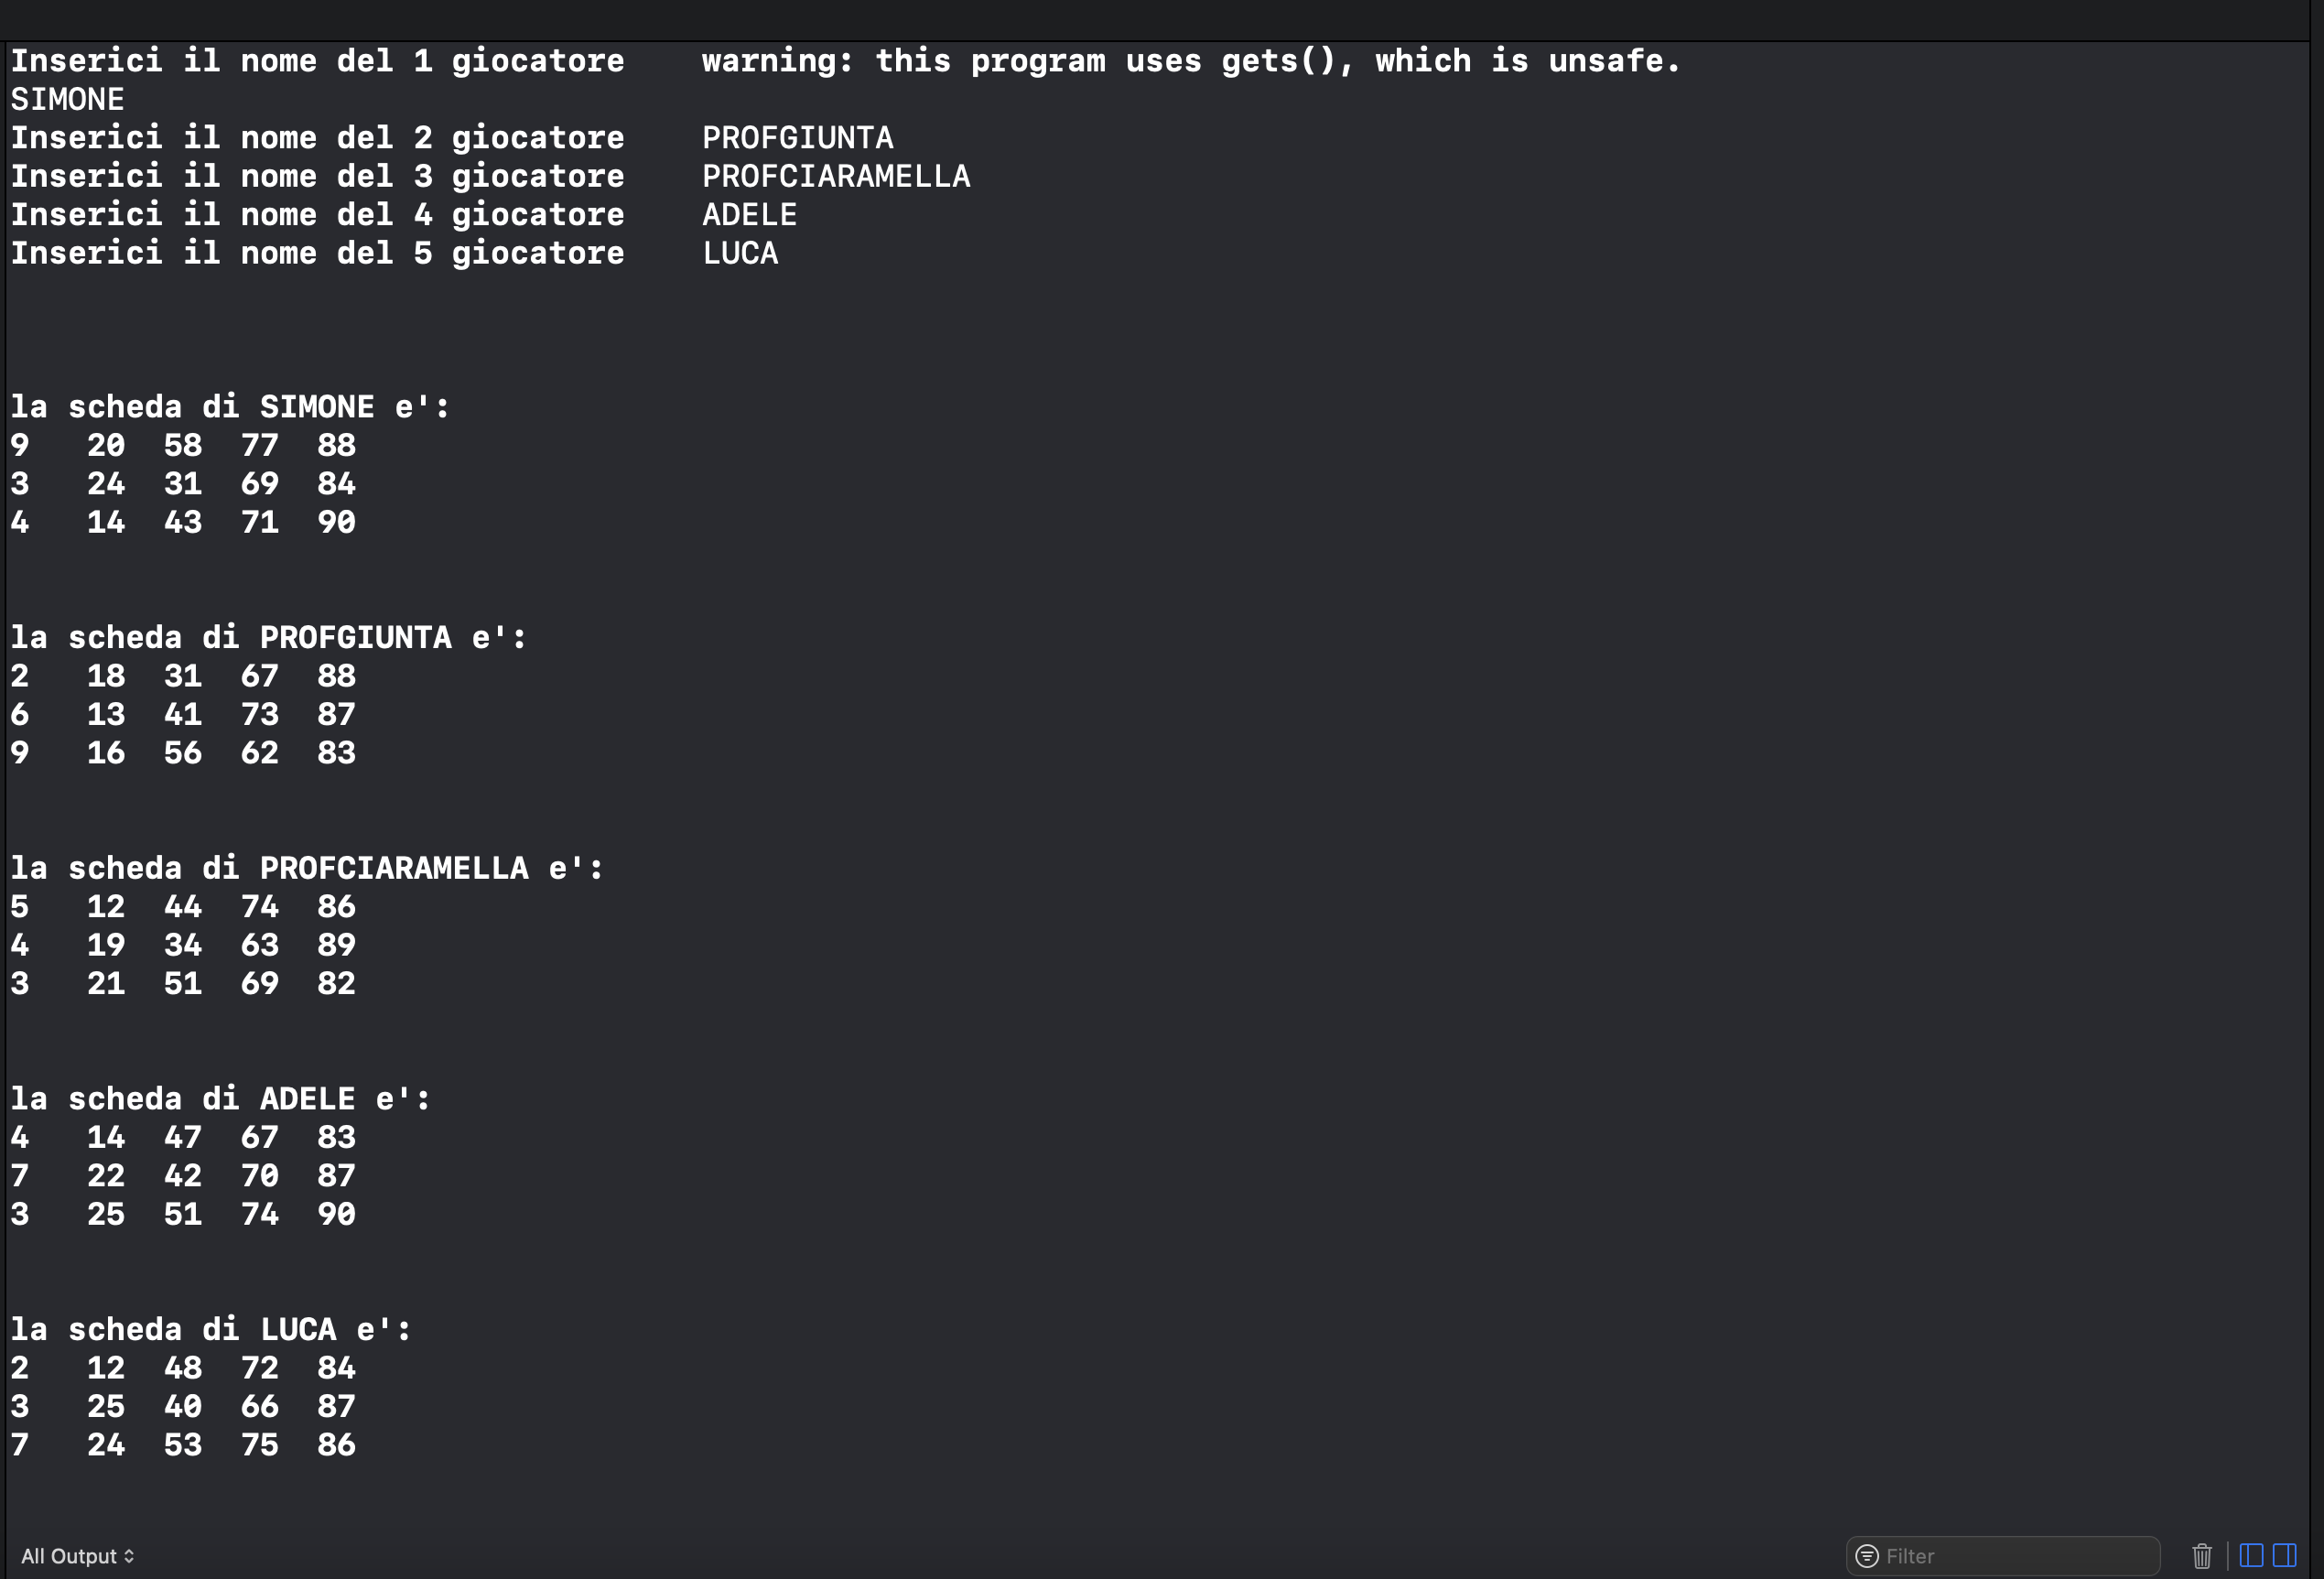 Inserici il nome del 1 giocatore    warning: this program uses gets(), which is unsafe.
SIMONE
Inserici il nome del 2 giocatore    PROFGIUNTA
Inserici il nome del 3 giocatore    PROFCIARAMELLA
Inserici il nome del 4 giocatore    ADELE
Inserici il nome del 5 giocatore    LUCA
la scheda di SIMONE e':
9   20  58  77  88
3   24  31  69  84
4   14  43  71  90
la scheda di PROFGIUNTA e':
2   18  31  67  88
6   13  41  73  87
9   16  56  62  83
la scheda di PROFCIARAMELLA e':
5   12  44  74  86
4   19  34  63  89
3   21  51  69  82
la scheda di ADELE e':
4   14  47  67  83
7   22  42  70  87
3   25  51  74  90
la scheda di LUCA e':
2   12  48  72  84
3   25  40  66  87
7   24  53  75  86
All Output    Filter